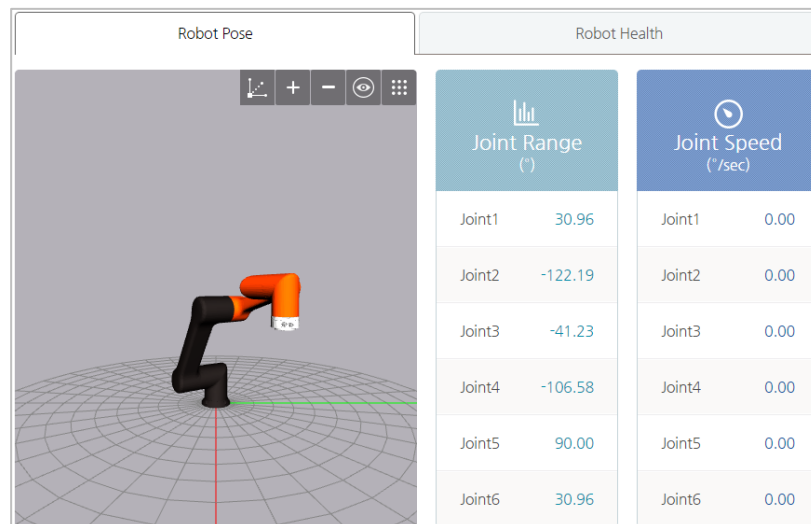 Robot Pose
Robot Health
Joint Range
(°)
Joint1 30.96
Joint2 -122.19
Joint3 -41.23
Joint4 -106.58
Joint5 90.00
Joint6 30.96
Joint Speed
(°/sec)
Joint1 0.00
Joint2 0.00
Joint3 0.00
Joint4 0.00
Joint5 0.00
Joint6 0.00